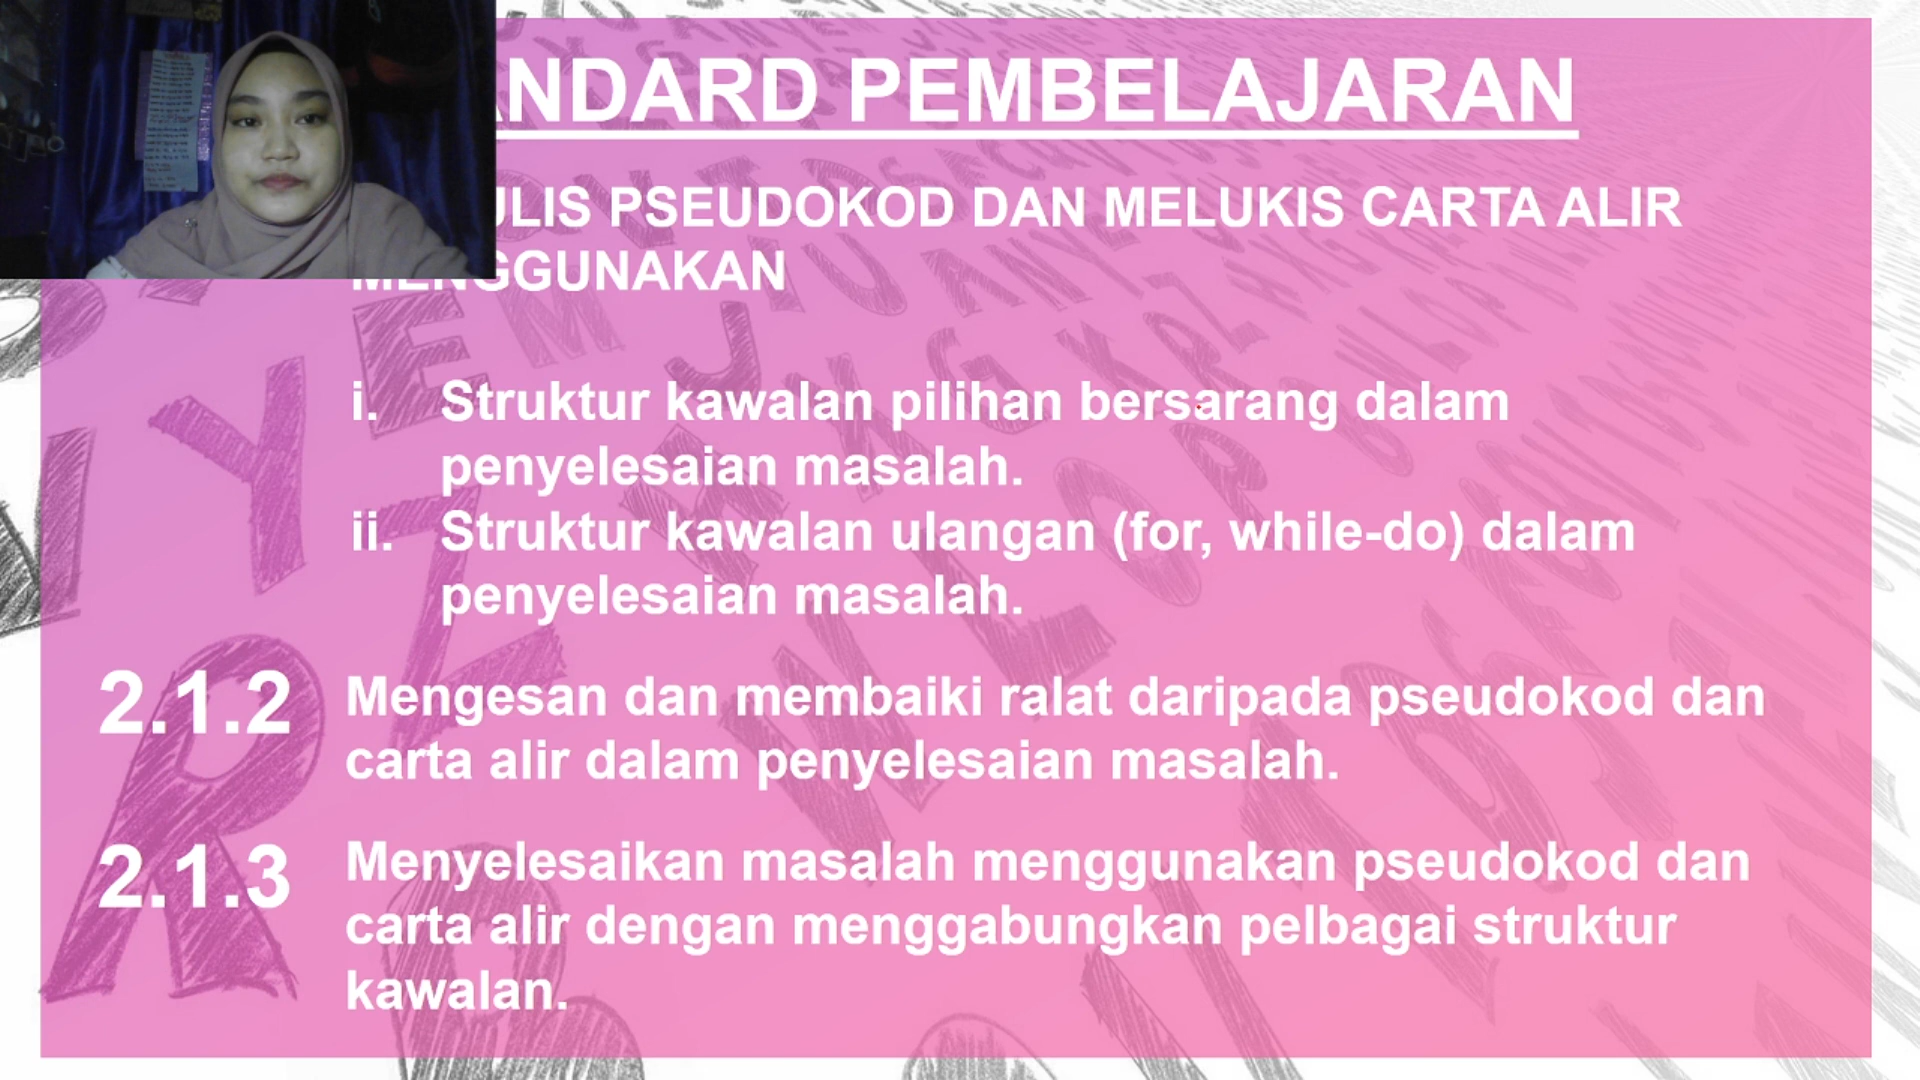 NDARD PEMBELAJARAN
ULIS PSEUDOKOD DAN MELUKIS CARTA ALIR
MENGGUNAKAN
i. Struktur kawalan pilihan bersarang dalam
penyelesaian masalah.
ii. Struktur kawalan ulangan (for, while-do) dalam
penyelesaian masalah.
2.1.2 Mengesan dan membaiki ralat daripada pseudokod dan
carta alir dalam penyelesaian masalah.
2.1.3 Menyelesaikan masalah menggunakan pseudokod dan
carta alir dengan menggabungkan pelbagai struktur
kawalan.